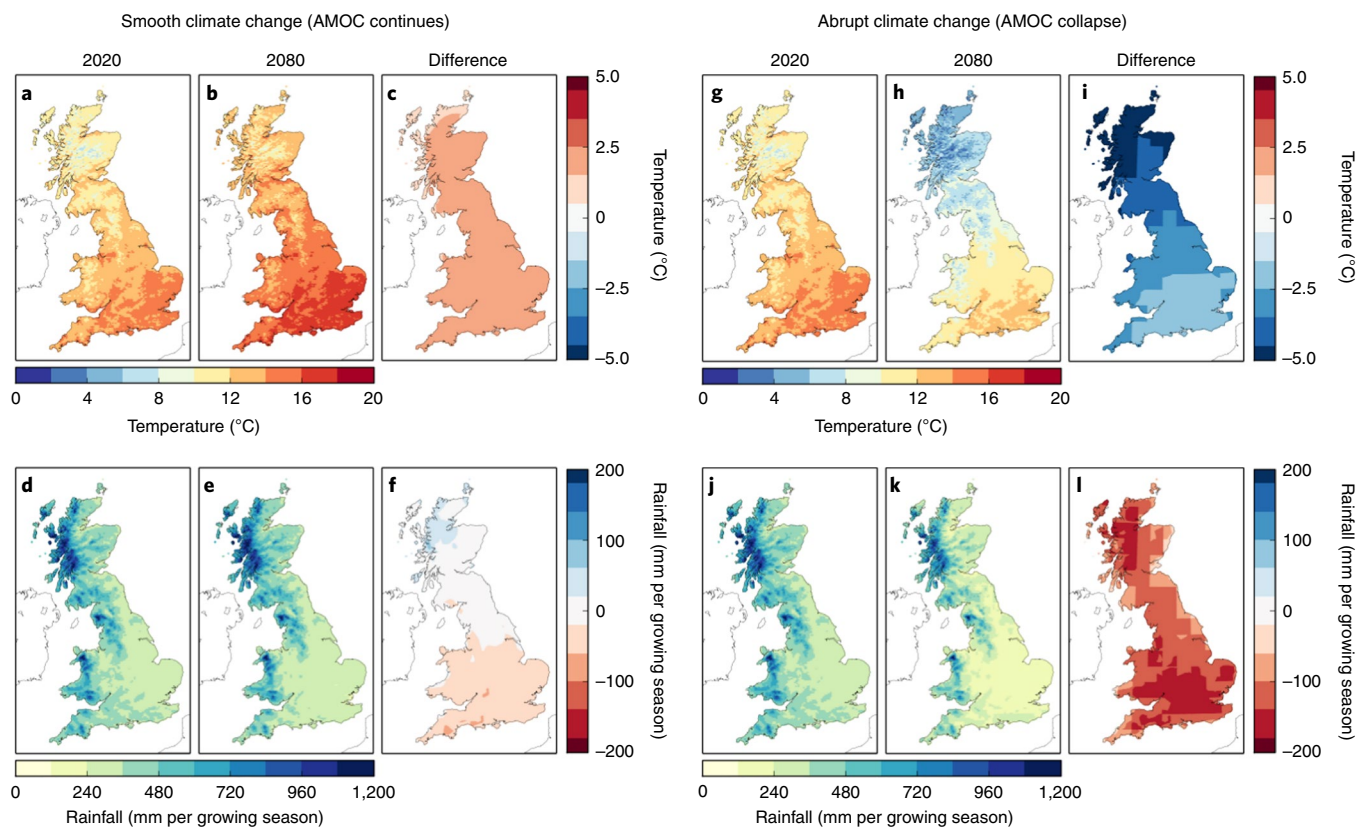 Smooth climate change (AMOC continues)
Abrupt climate change (AMOC collapse)
2020 2080 Difference
2020 2080 Difference
a b c
g h i
5.0
2.5
0
–2.5
–5.0
Temperature (°C)
5.0
2.5
0
–2.5
–5.0
Temperature (°C)
0 4 8 12 16 20
Temperature (°C)
0 4 8 12 16 20
Temperature (°C)
d e f
j k l
200
100
0
–100
–200
Rainfall (mm per growing season)
200
100
0
–100
–200
Rainfall (mm per growing season)
0 240 480 720 960 1,200
Rainfall (mm per growing season)
0 240 480 720 960 1,200
Rainfall (mm per growing season)